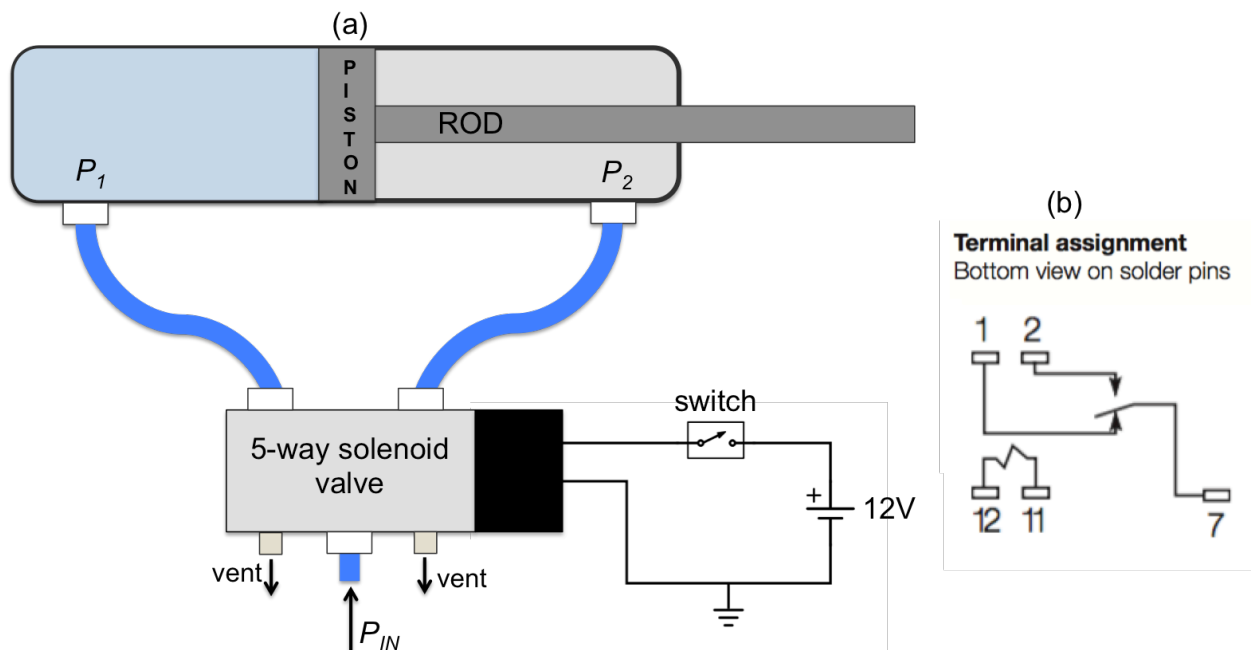 (a)
PISTON
ROD
P1
P2
(b)
Terminal assignment
Bottom view on solder pins
1 2
switch
5-way solenoid
valve
+
12V
12 11
7
vent
vent
PIN